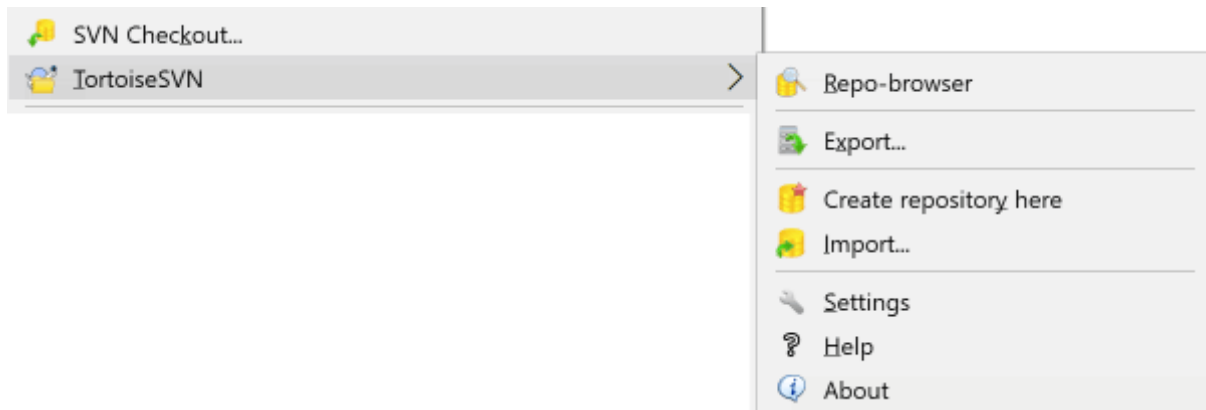 SVN Checkout...
TortoiseSVN
Repo-browser
Export...
Create repository here
Import...
Settings
Help
About